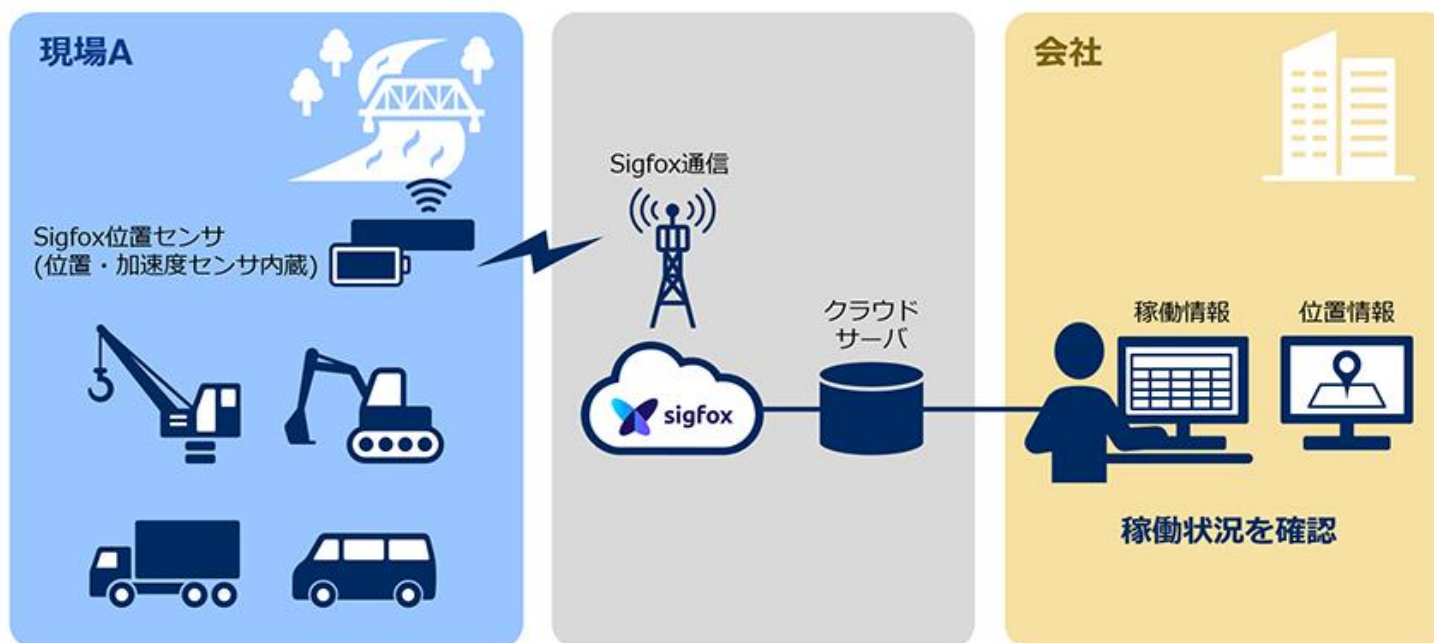 現場A
Sigfox位置センサ
(位置・加速度センサ内蔵)
Sigfox通信
sigfox
クラウド
サーバ
会社
稼働情報
位置情報
稼働状況を確認